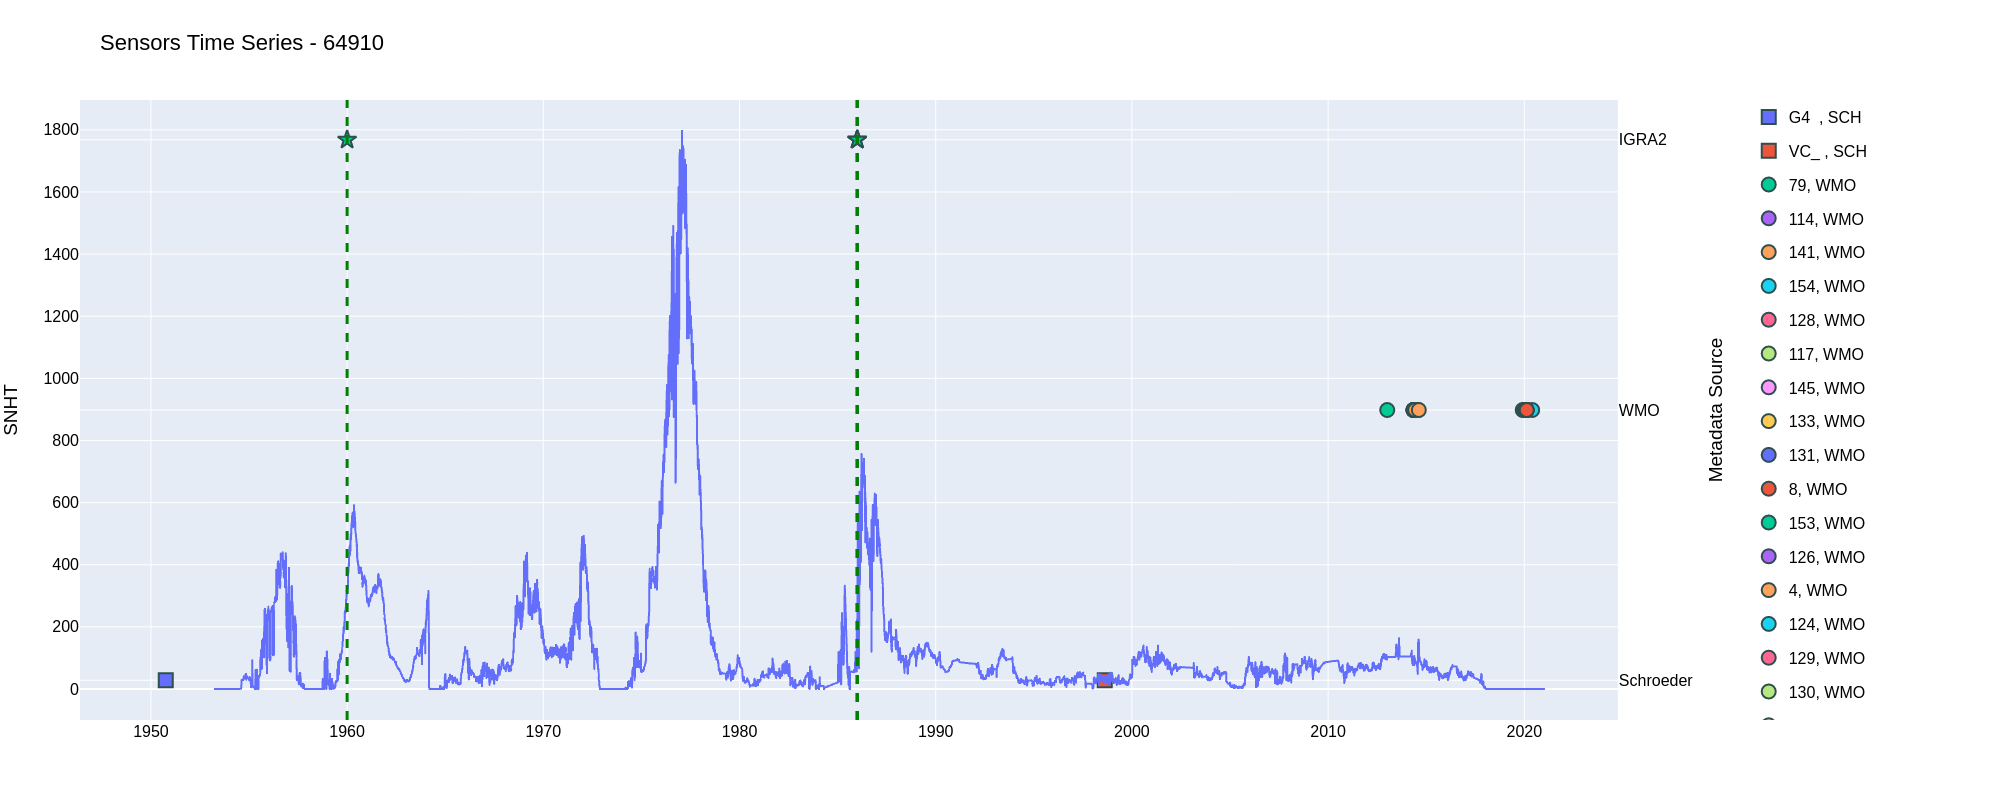 Sensors Time Series - 64910
SNHT
1800
1600
1400
1200
1000
800
600
400
200
0
1950
1960
1970
1980
1990
2000
2010
2020
IGRA2
WMO
Schroeder
Metadata Source
G4 , SCH
VC_ , SCH
79, WMO
114, WMO
141, WMO
154, WMO
128, WMO
117, WMO
145, WMO
133, WMO
131, WMO
8, WMO
153, WMO
126, WMO
4, WMO
124, WMO
129, WMO
130, WMO